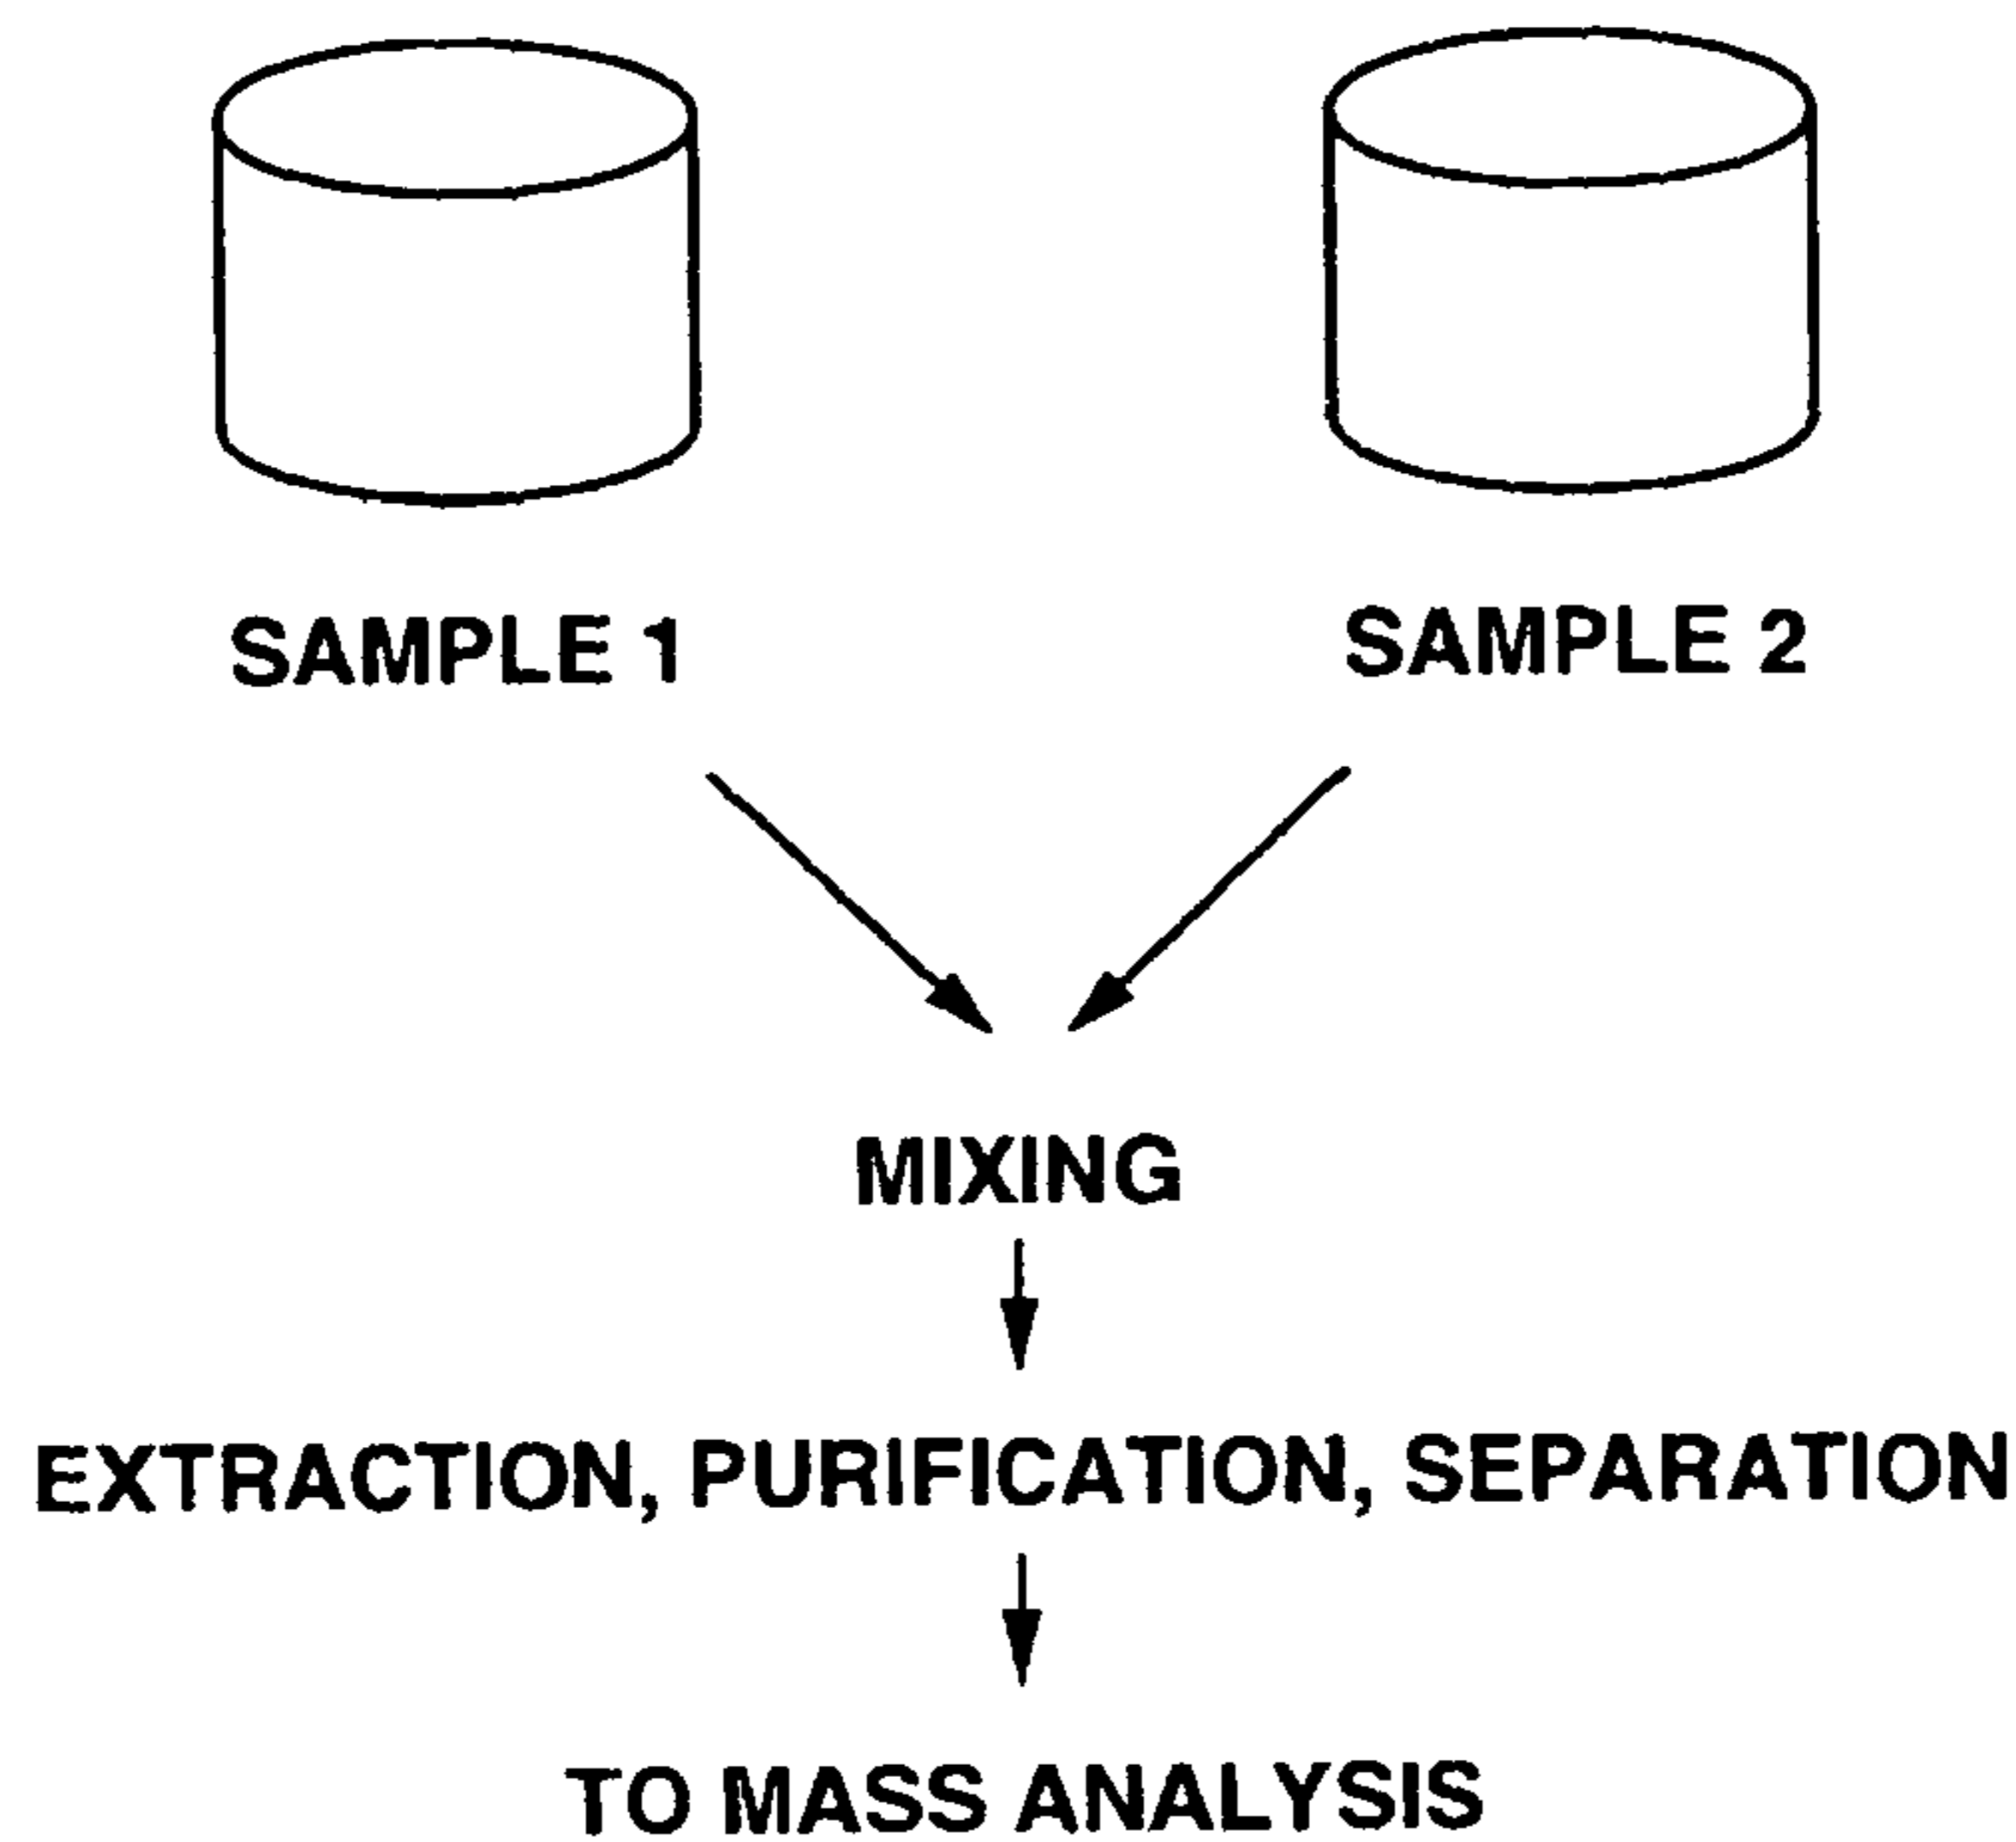 SAMPLE 1
SAMPLE 2
MIXING
EXTRACTION, PURIFICATION, SEPARATION
TO MASS ANALYSIS